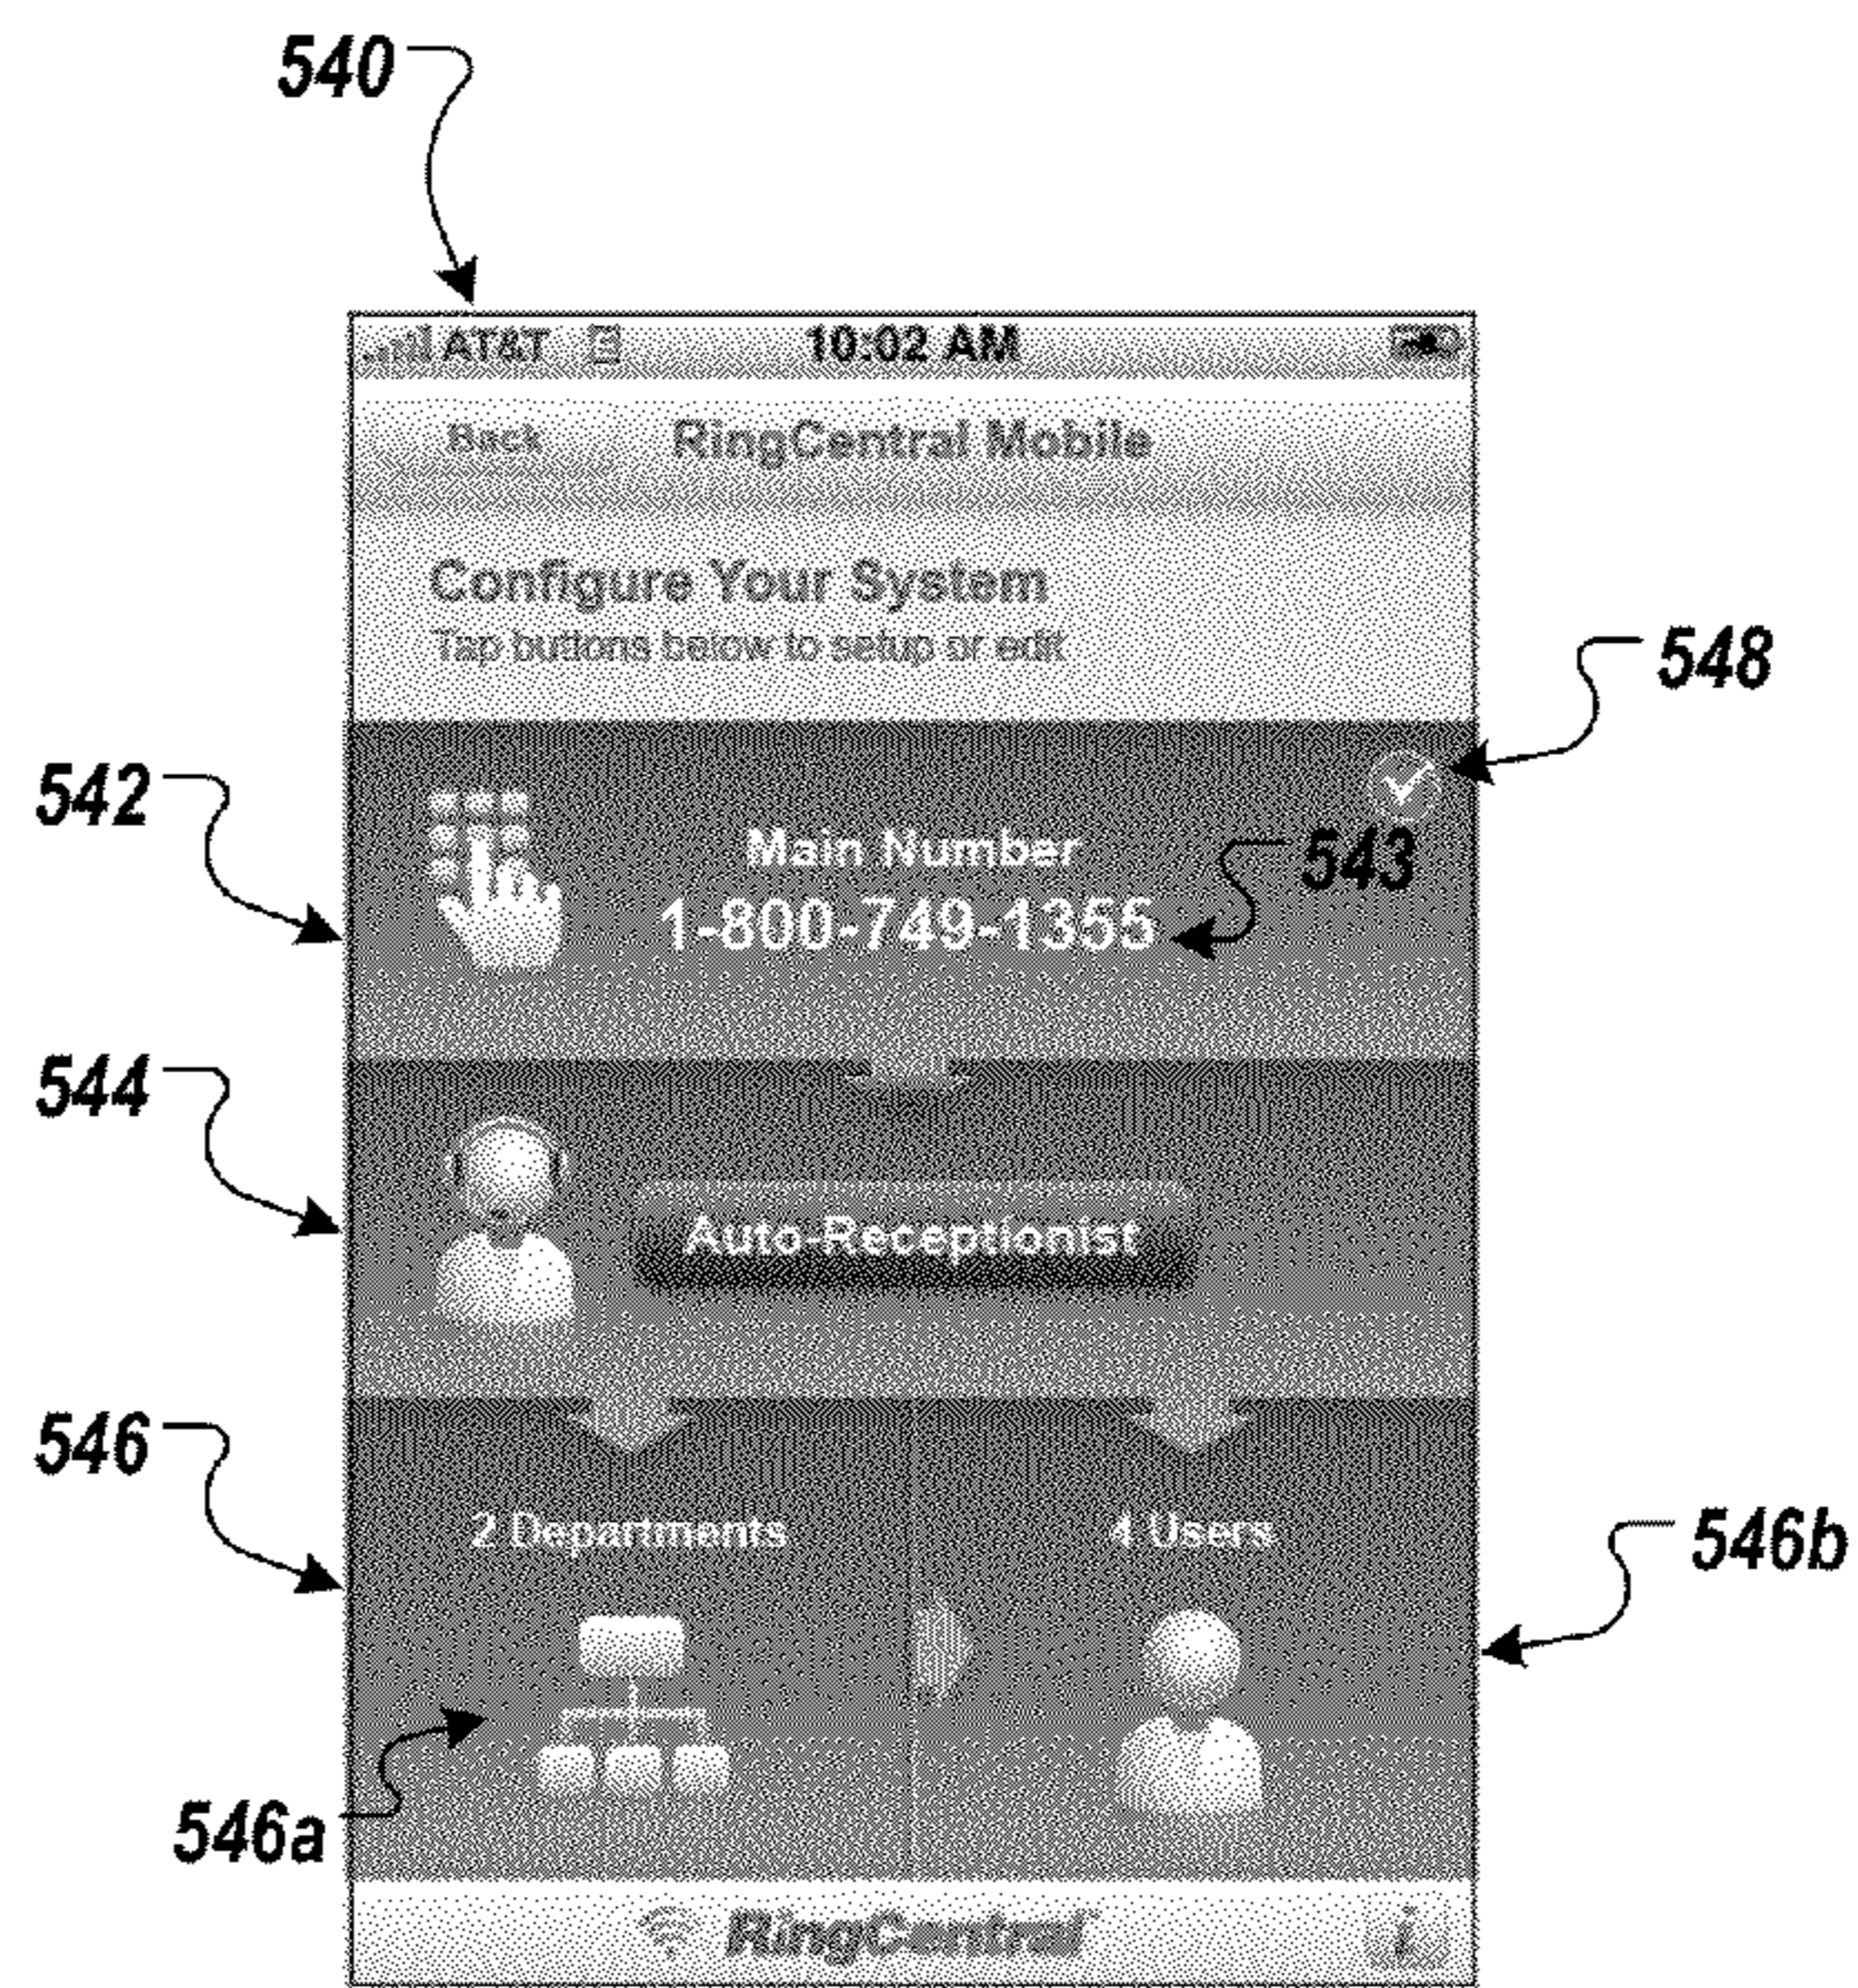 540
AT&T E 10:02 AM
Back RingCentral Mobile
Configure Your System
Tap buttons below to setup or edit
548
542
Main Number
543
1-800-749-1355
544
Auto-Receptionist
546
2 Departments
4 Users
546b
546a
RingCentral
i